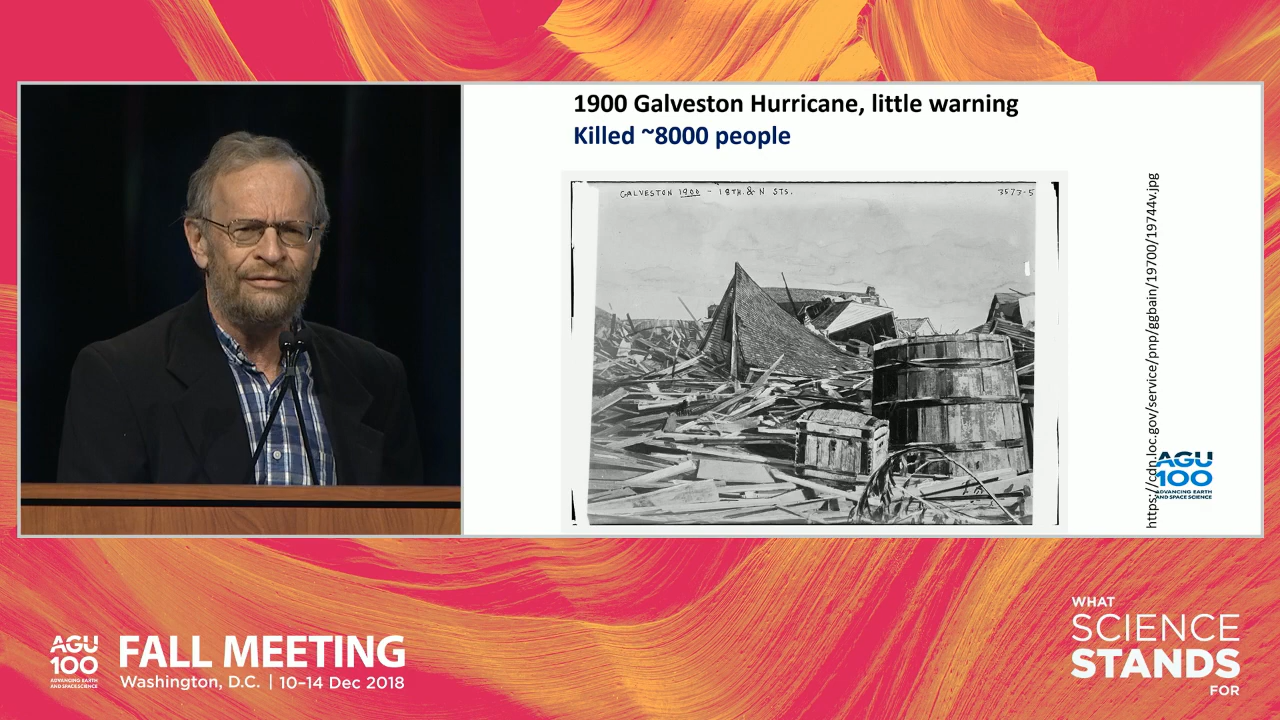 1900 Galveston Hurricane, little warning
Killed ~8000 people
GALVESTON 1900 - 18TH. & N STS.
3573-5
https://cdn.loc.gov/service/pnp/ggbain/19700/19744v.jpg
AGU
100
ADVANCING EARTH
AND SPACE SCIENCE
AGU
100
ADVANCING EARTH
AND SPACE SCIENCE
FALL MEETING
Washington, D.C. | 10–14 Dec 2018
WHAT
SCIENCE
STANDS
FOR